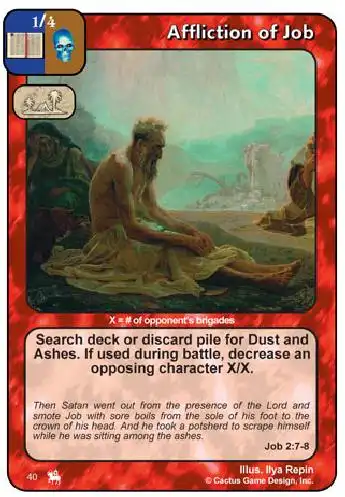 1/4
Affliction of Job
X = # of opponent's brigades
Search deck or discard pile for Dust and
Ashes. If used during battle, decrease an
opposing character X/X.
Then Satan went out from the presence of the Lord and
smote Job with sore boils from the sole of his foot to the
crown of his head. And he took a potsherd to scrape himself
while he was sitting among the ashes.
Job 2:7-8
40
Illus. Ilya Repin
© Cactus Game Design, Inc.